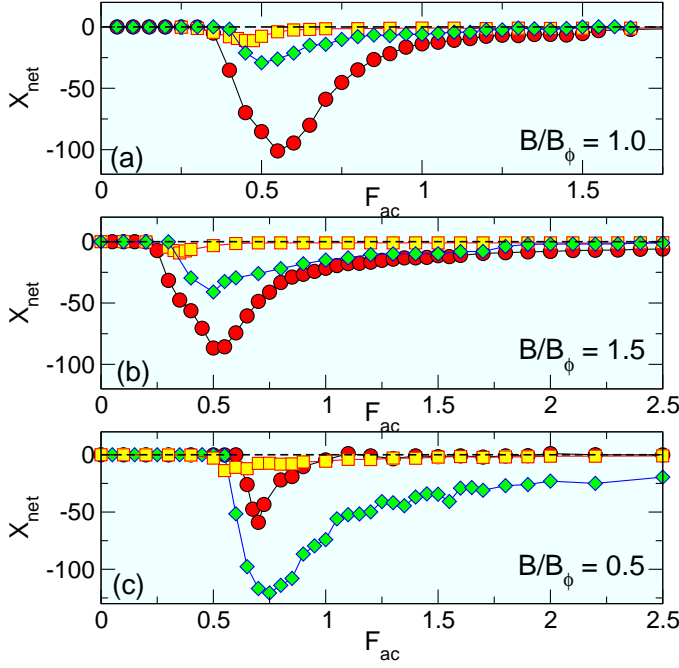 0
-50
-100
X_net
(a)
B/B_ϕ = 1.0
0 0.5 1 1.5
F_ac
0
-50
-100
X_net
(b)
B/B_ϕ = 1.5
0 0.5 1 1.5 2 2.5
F_ac
0
-50
-100
X_net
(c)
B/B_ϕ = 0.5
0 0.5 1 1.5 2 2.5
F_ac